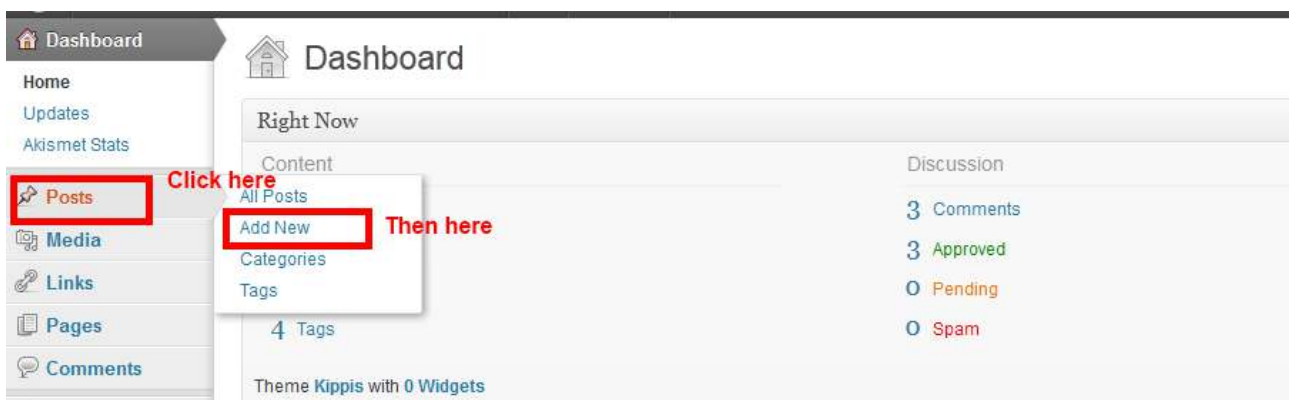 Dashboard
Home
Updates
Akismet Stats
Posts
Media
Links
Pages
Comments
Click here
All Posts
Add New
Then here
Categories
Tags
Dashboard
Right Now
Content
4 Tags
Theme Kippis with 0 Widgets
Discussion
3 Comments
3 Approved
0 Pending
0 Spam